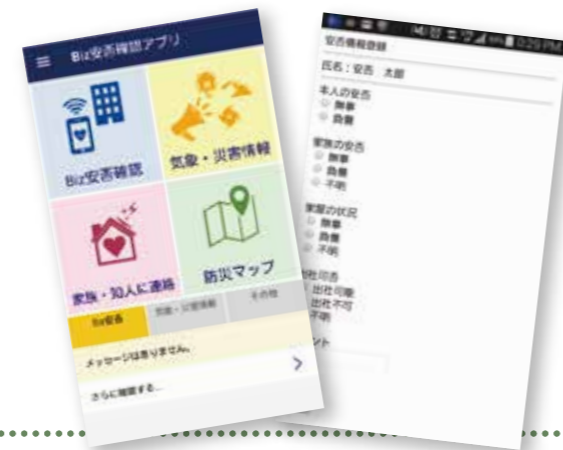 Biz安否確認アプリ
Biz安否確認
気象・災害情報
家族・知人に連絡
防災マップ
Biz安否
気象・災害情報
その他
メッセージはありません。
さらに確認する...
0:29 PM
安否情報登録
氏名：安否 太郎
本人の安否
無事
負傷
家族の安否
無事
負傷
不明
家屋の状況
無事
負傷
不明
出社可否
出社可能
出社不可
不明